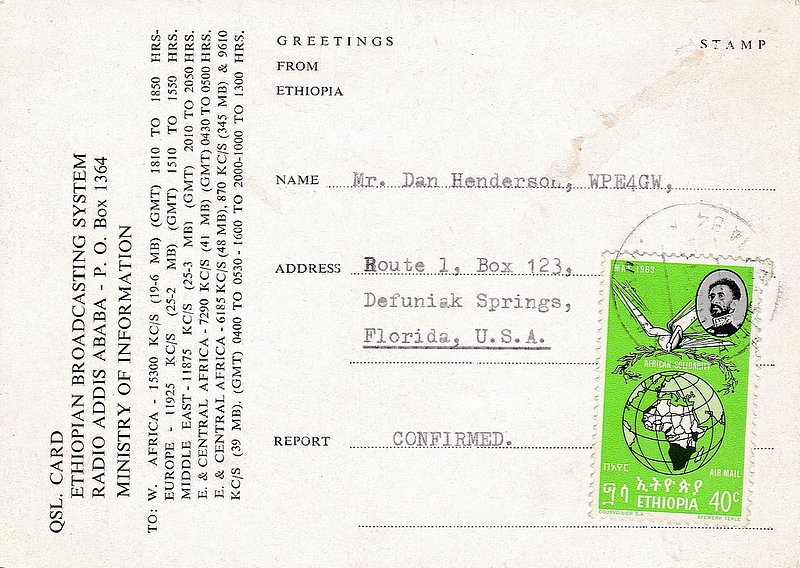 QSL. CARD
ETHIOPIAN BROADCASTING SYSTEM
RADIO ADDIS ABABA - P. O. Box 1364
MINISTRY OF INFORMATION
TO: W. AFRICA - 15300 KC/S (19-6 MB) (GMT) 1810 TO 1850 HRS-
EUROPE - 11925 KC/S (25-2 MB) (GMT) 1510 TO 1550 HRS.
MIDDLE EAST - 11875 KC/S (25-3 MB) (GMT) 2010 TO 2050 HRS.
E. & CENTRAL AFRICA - 7290 KC/S (41 MB) (GMT) 0430 TO 0500 HRS.
E. & CENTRAL AFRICA - 6185 KC/S (48 MB), 870 KC/S (345 MB) & 9610
KC/S (39 MB), (GMT) 0400 TO 0530 - 1600 TO 2000-1000 TO 1300 HRS.
GREETINGS
FROM
ETHIOPIA
STAMP
NAME Mr. Dan Henderson, WPE4GW,
ADDRESS Route 1, Box 123,
Defuniak Springs,
Florida, U.S.A.
REPORT CONFIRMED.
MAY 1963
AFRICAN SOLIDARITY
በአየር
AIR MAIL
ኢትዮጵያ
ETHIOPIA 40c
COURVOISIER S.A.
AFEWERK TEKLE